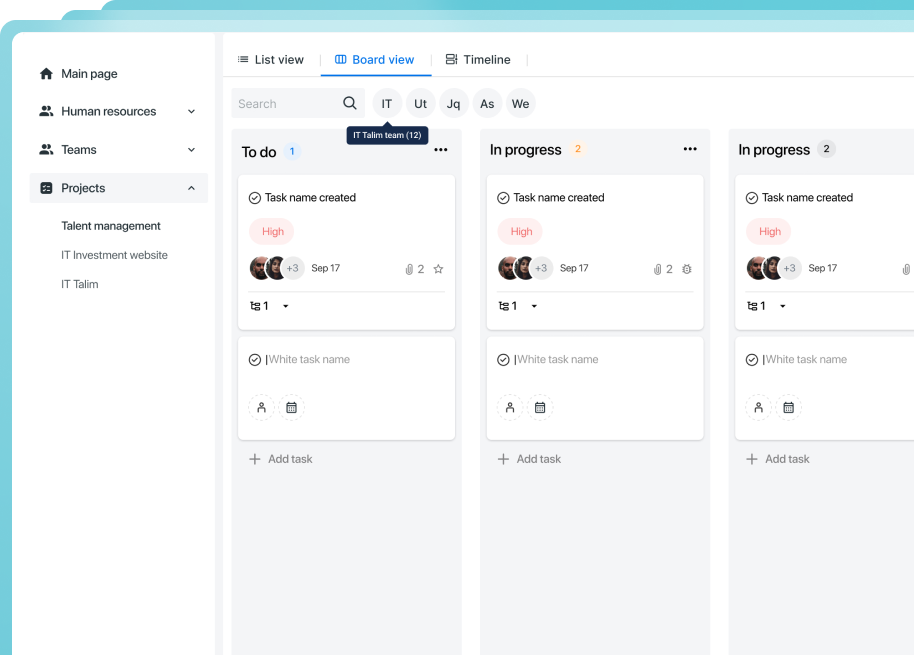 Main page
Human resources
Teams
Projects
Talent management
IT Investment website
IT Talim
List view
Board view
Timeline
Search
IT
Ut
Jq
As
We
IT Talim team (12)
To do 1
Task name created
High
+3 Sep 17 2
1
White task name
Add task
In progress 2
Task name created
High
+3 Sep 17 2
1
White task name
Add task
In progress 2
Task name created
High
+3 Sep 17
1
White task name
Add task